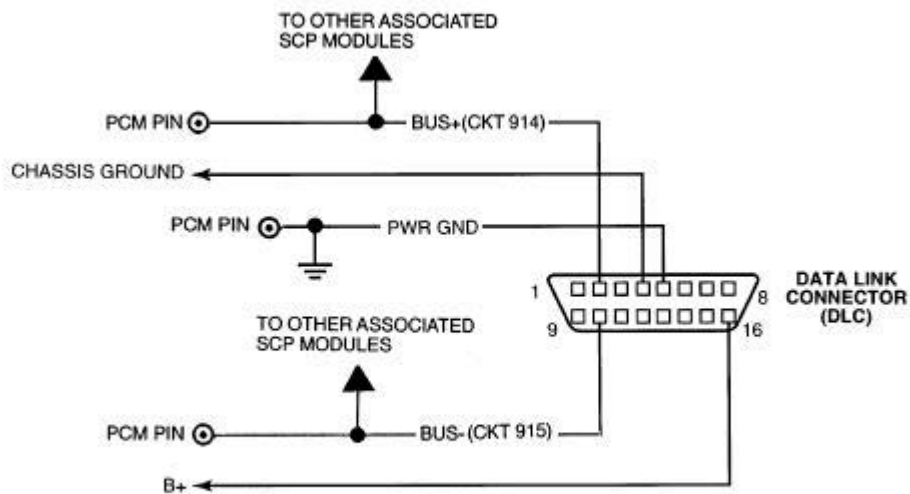 TO OTHER ASSOCIATED
SCP MODULES
PCM PIN
BUS+(CKT 914)
CHASSIS GROUND
PCM PIN
PWR GND
1
8
DATA LINK
CONNECTOR
(DLC)
9
16
TO OTHER ASSOCIATED
SCP MODULES
PCM PIN
BUS-(CKT 915)
B+